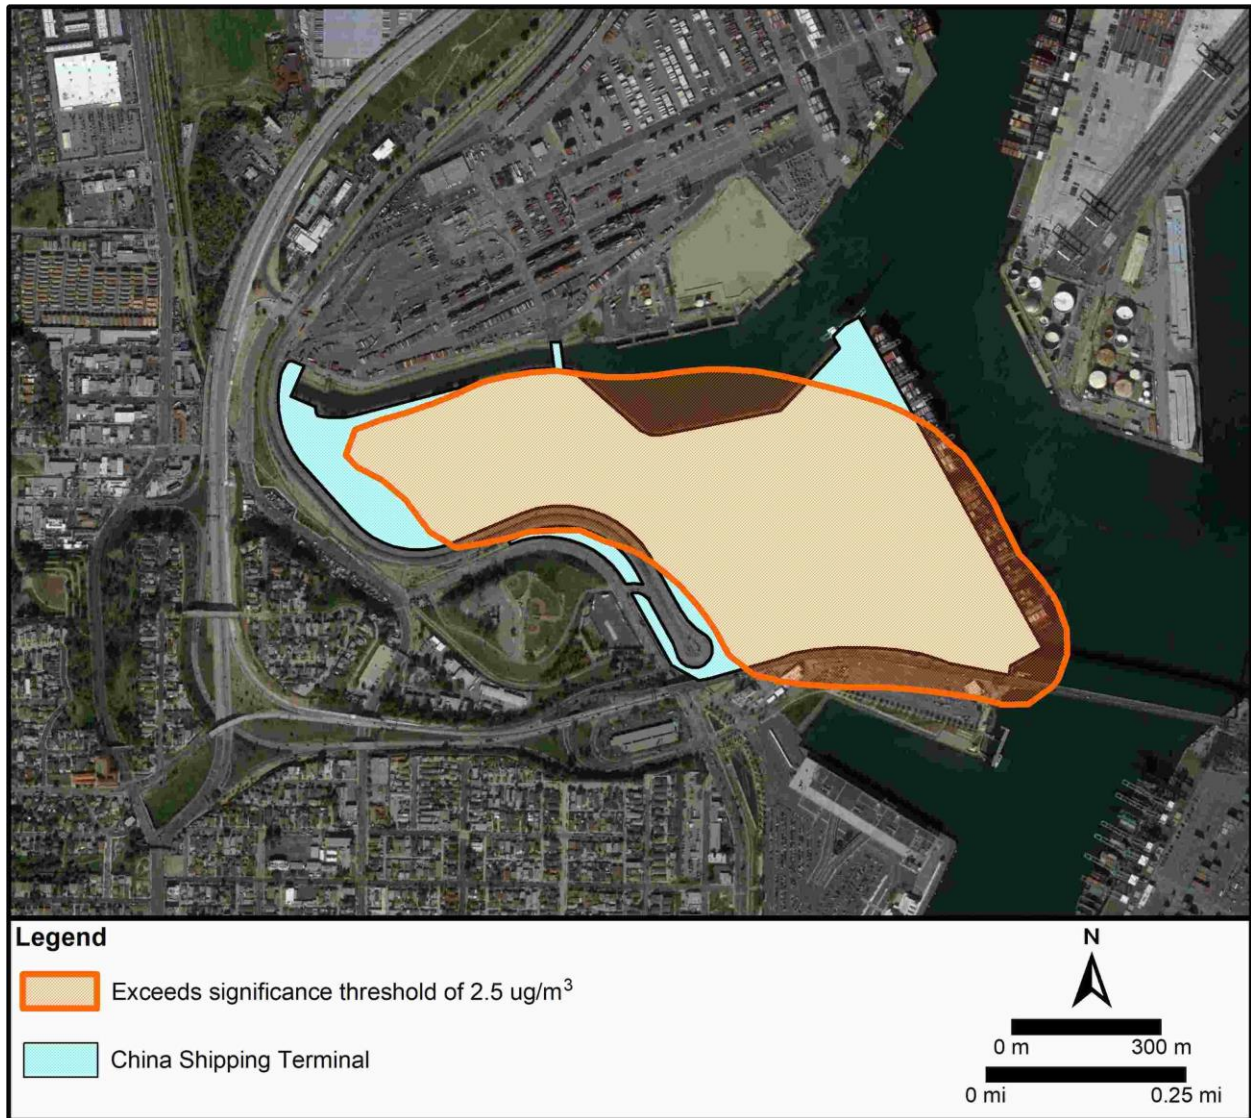 Legend
Exceeds significance threshold of 2.5 ug/m³
China Shipping Terminal
N
0 m 300 m
0 mi 0.25 mi